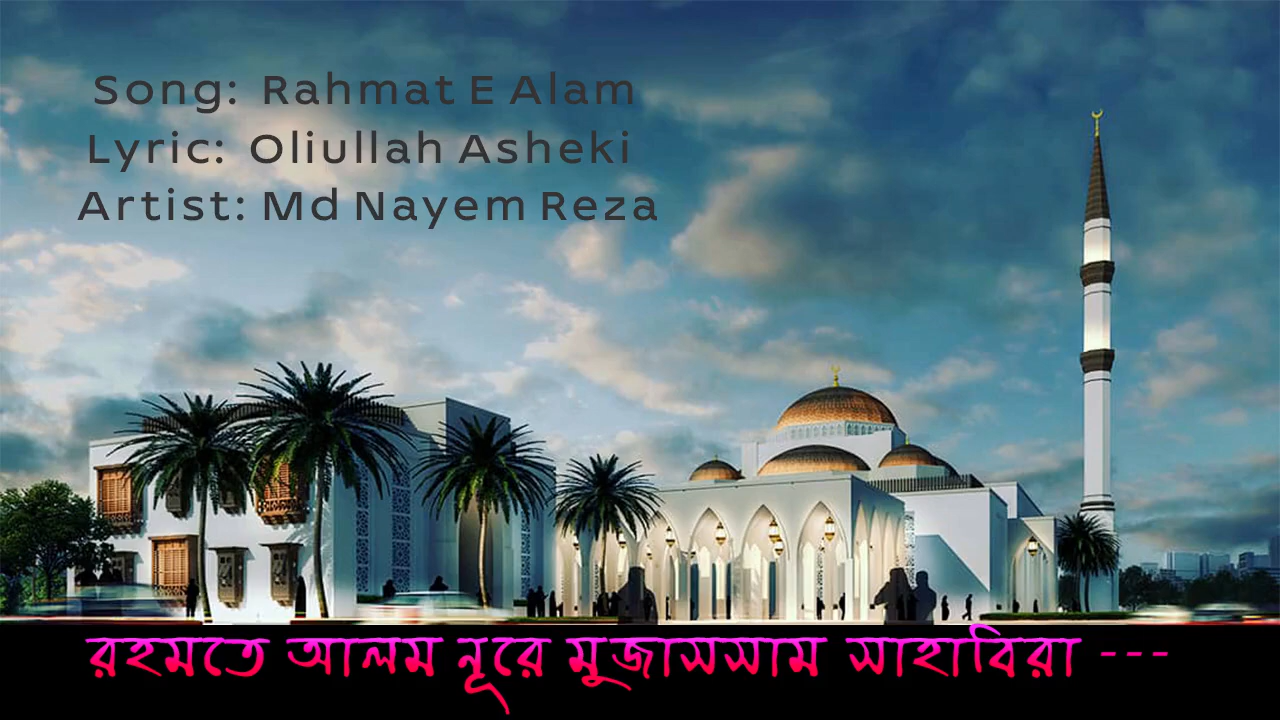 Song: Rahmat E Alam
Lyric: Oliullah Asheki
Artist: Md Nayem Reza
রহমতে আলম নূরে মুজাসসাম সাহাবিরা ---